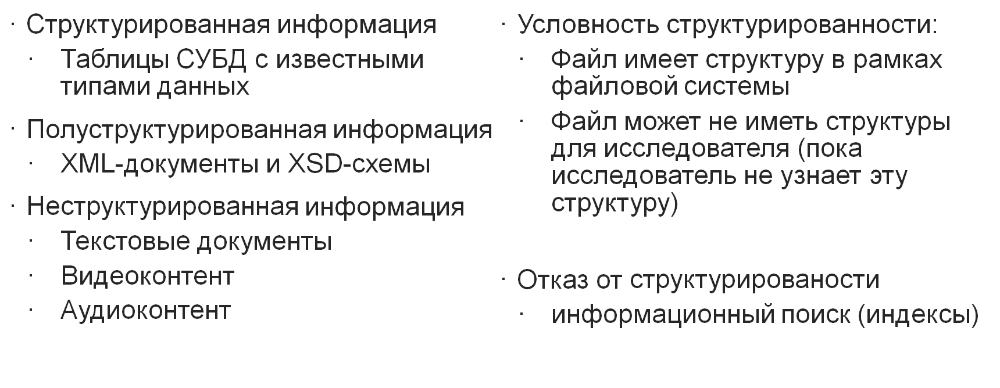 · Структурированная информация
· Таблицы СУБД с известными
типами данных
· Полуструктурированная информация
· XML-документы и XSD-схемы
· Неструктурированная информация
· Текстовые документы
· Видеоконтент
· Аудиоконтент
· Условность структурированности:
· Файл имеет структуру в рамках
файловой системы
· Файл может не иметь структуры
для исследователя (пока
исследователь не узнает эту
структуру)
· Отказ от структурированости
· информационный поиск (индексы)